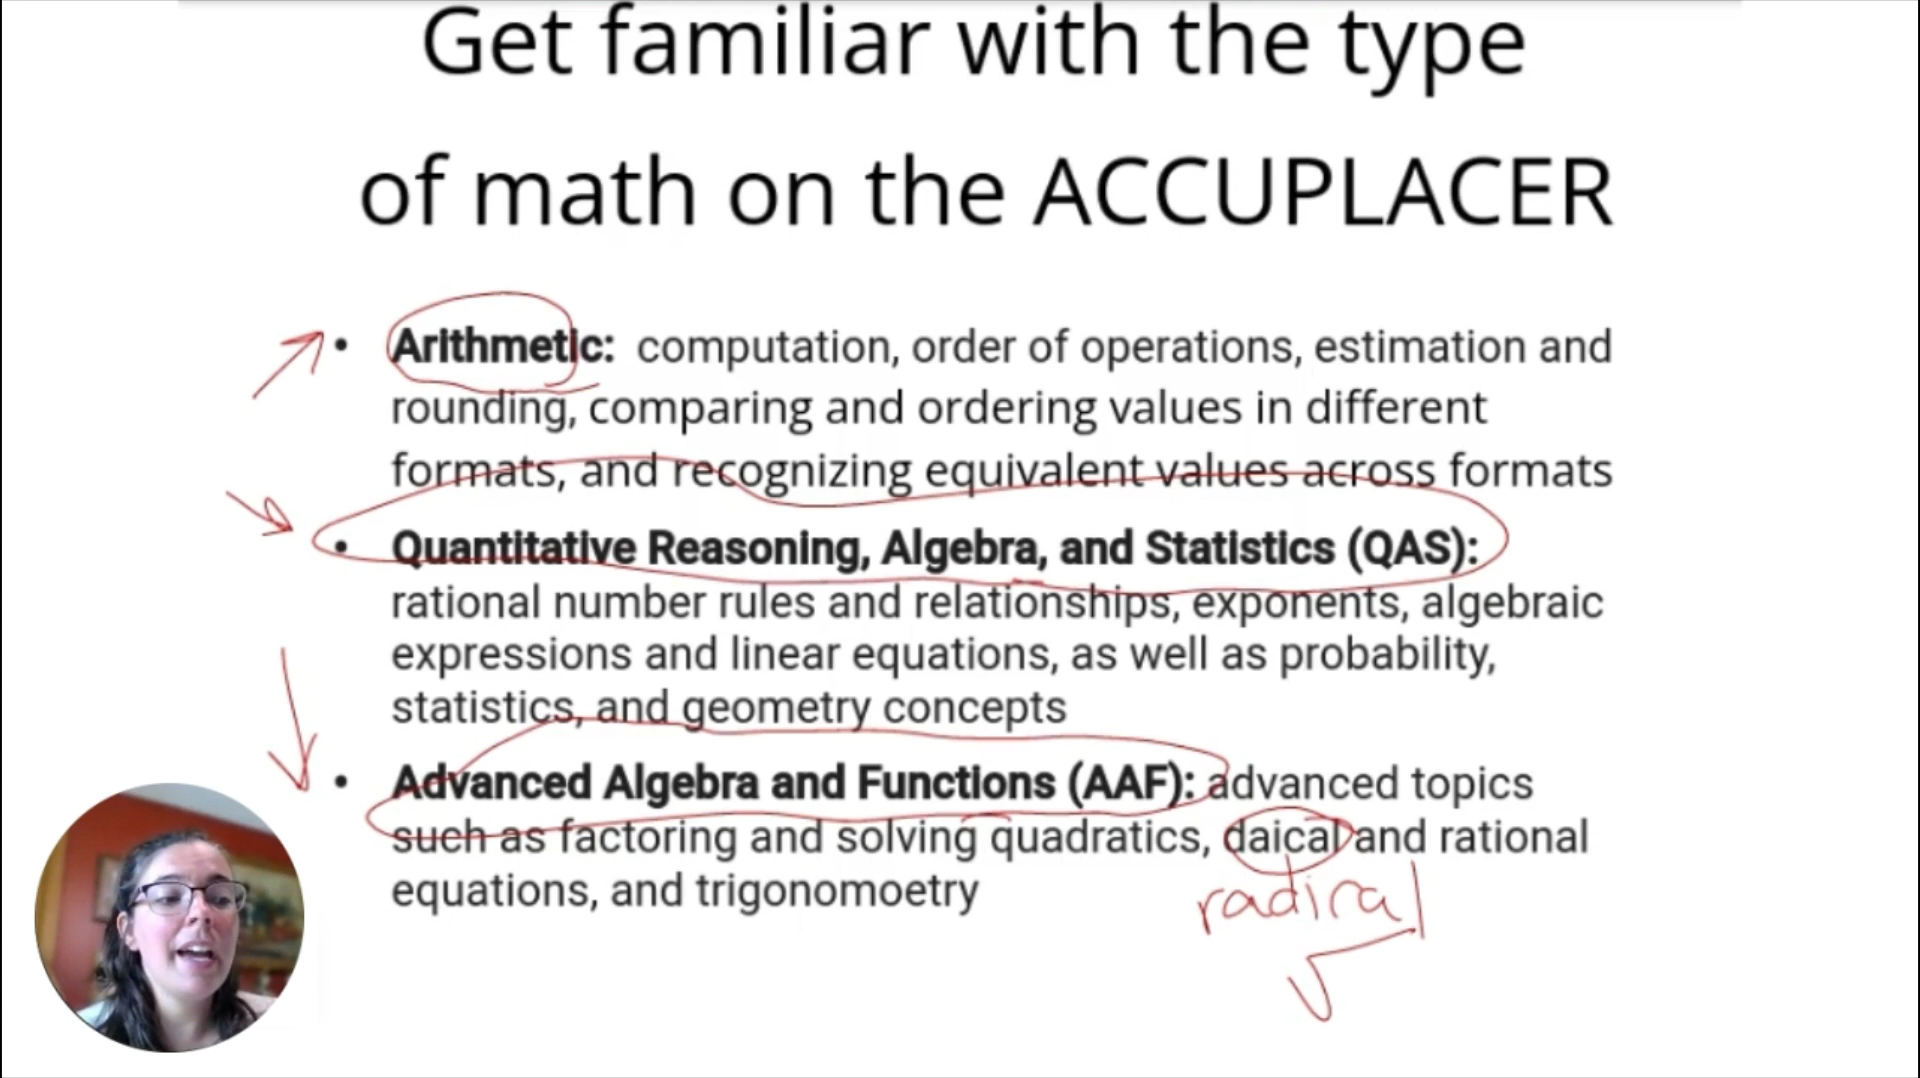 Get familiar with the type
of math on the ACCUPLACER
• Arithmetic: computation, order of operations, estimation and
rounding, comparing and ordering values in different
formats, and recognizing equivalent values across formats
• Quantitative Reasoning, Algebra, and Statistics (QAS):
rational number rules and relationships, exponents, algebraic
expressions and linear equations, as well as probability,
statistics, and geometry concepts
• Advanced Algebra and Functions (AAF): advanced topics
such as factoring and solving quadratics, daical and rational
equations, and trigonomoetry
radical
√